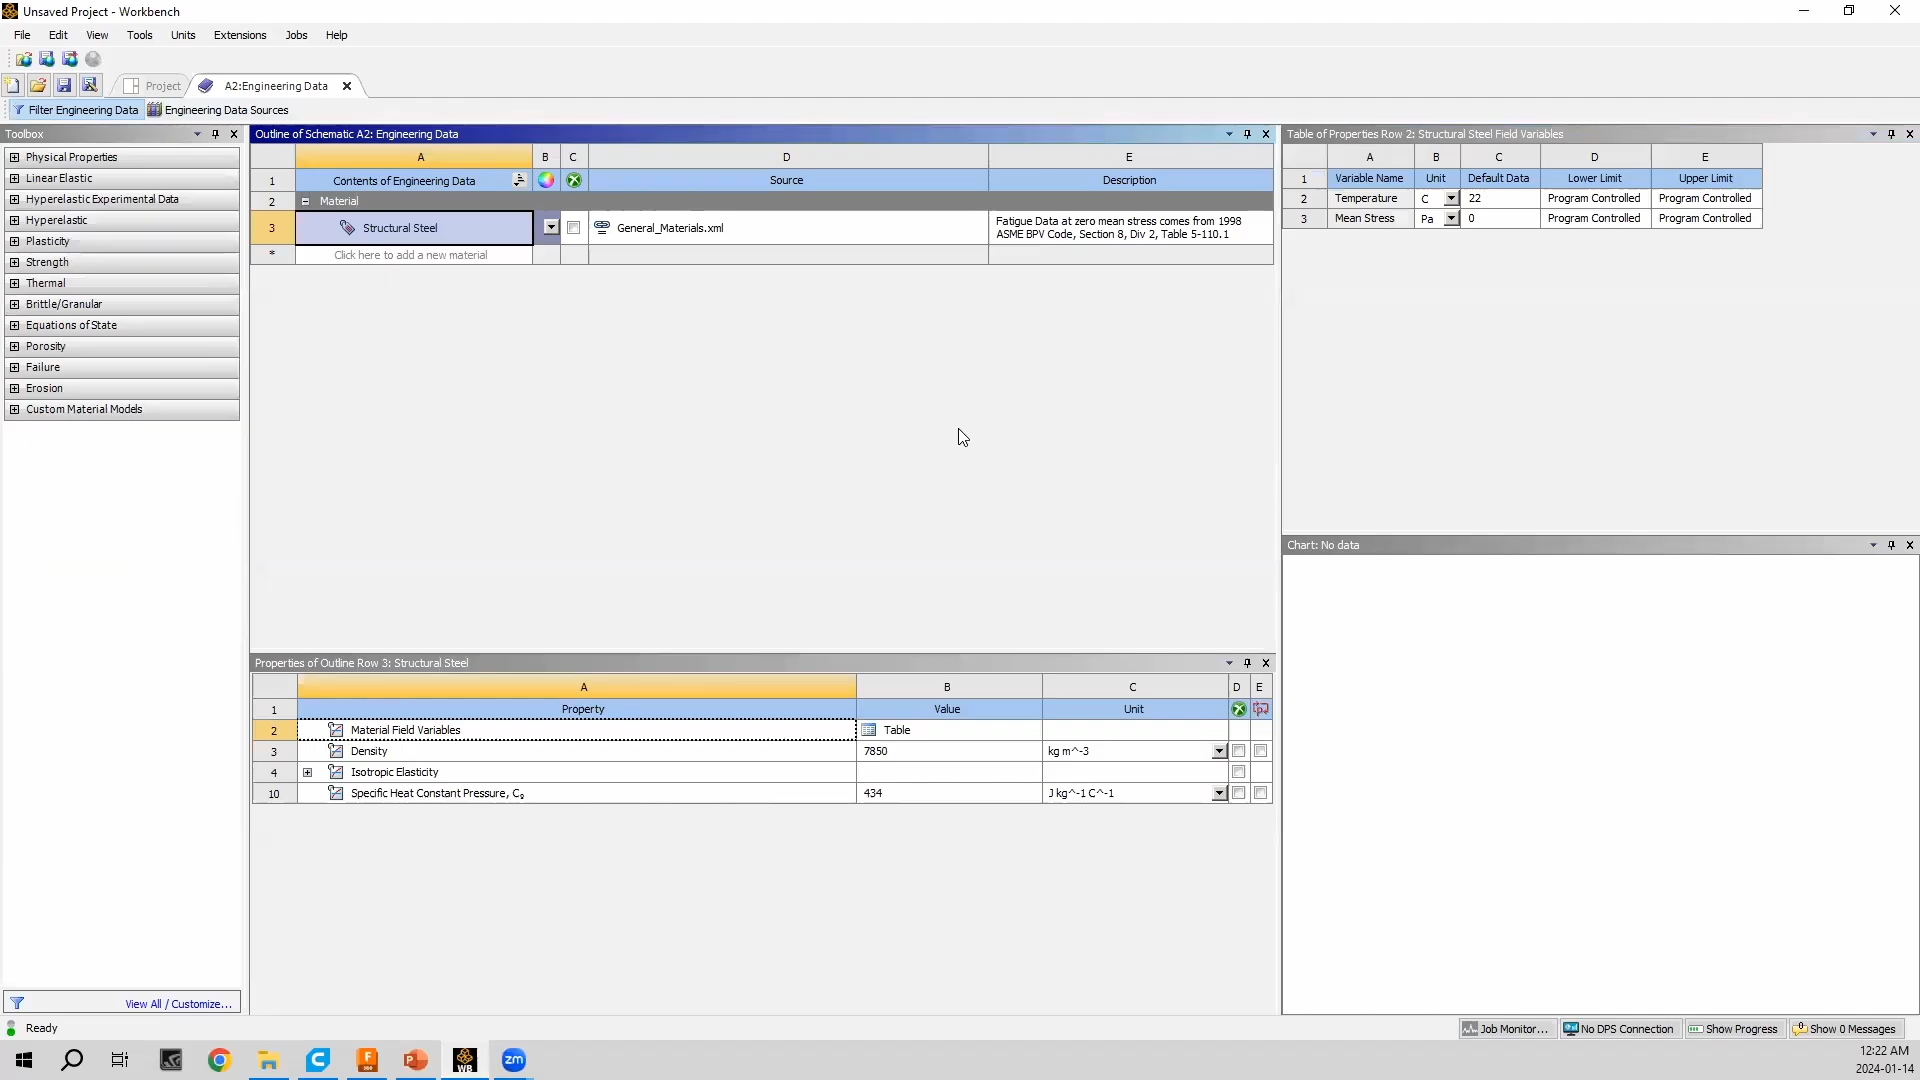 Unsaved Project - Workbench
File Edit View Tools Units Extensions Jobs Help
Project A2:Engineering Data
Filter Engineering Data Engineering Data Sources
Toolbox
Physical Properties
Linear Elastic
Hyperelastic Experimental Data
Hyperelastic
Plasticity
Strength
Thermal
Brittle/Granular
Equations of State
Porosity
Failure
Erosion
Custom Material Models
View All / Customize...
Outline of Schematic A2: Engineering Data
A B C D E
1 Contents of Engineering Data Source Description
2 Material
3 Structural Steel General_Materials.xml Fatigue Data at zero mean stress comes from 1998
ASME BPV Code, Section 8, Div 2, Table 5-110.1
* Click here to add a new material
Properties of Outline Row 3: Structural Steel
A B C D E
1 Property Value Unit
2 Material Field Variables Table
3 Density 7850 kg m^-3
4 Isotropic Elasticity
10 Specific Heat Constant Pressure, Cₚ 434 J kg^-1 C^-1
Table of Properties Row 2: Structural Steel Field Variables
A B C D E
1 Variable Name Unit Default Data Lower Limit Upper Limit
2 Temperature C 22 Program Controlled Program Controlled
3 Mean Stress Pa 0 Program Controlled Program Controlled
Chart: No data
Ready
Job Monitor... No DPS Connection Show Progress Show 0 Messages
WB
zm
12:22 AM
2024-01-14